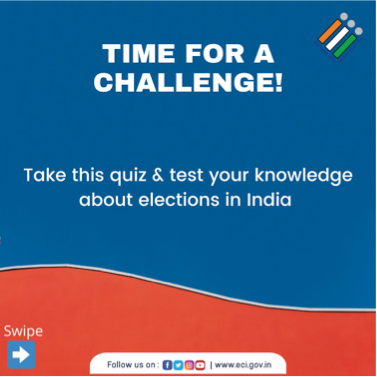 TIME FOR A
CHALLENGE!
Take this quiz & test your knowledge
about elections in India
Swipe
Follow us on : | www.eci.gov.in